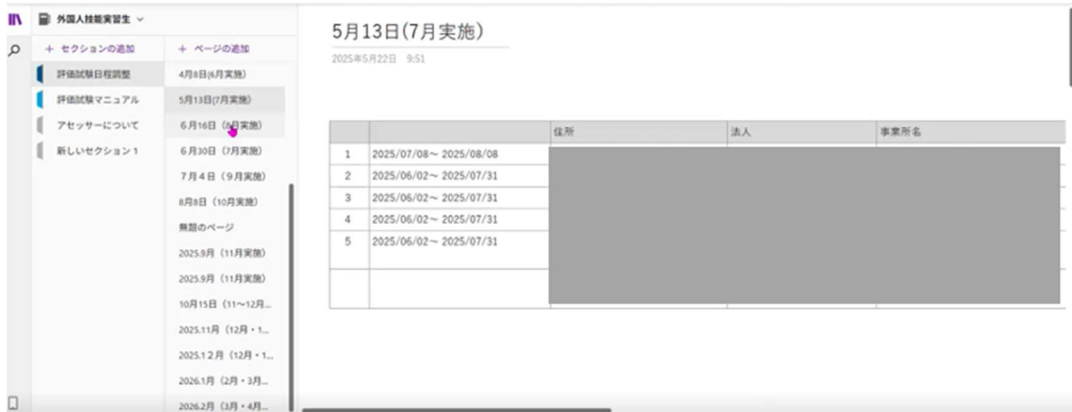 外国人技能実習生
＋ セクションの追加
評価試験日程調整
評価試験マニュアル
アセッサーについて
新しいセクション 1
＋ ページの追加
4月8日(6月実施)
5月13日(7月実施)
６月16日（8月実施）
６月30日（7月実施）
７月４日（９月実施）
8月8日（10月実施）
無題のページ
2025.9月（11月実施）
2025.9月（11月実施）
10月15日（11～12月...
2025.11月（12月・1...
2025.1２月（12月・1...
2026.1月（2月・3月...
2026.2月（3月・4月...
5月13日(7月実施)
2025年5月22日 9:51
住所 法人 事業所名
1 2025/07/08～ 2025/08/08
2 2025/06/02～ 2025/07/31
3 2025/06/02～ 2025/07/31
4 2025/06/02～ 2025/07/31
5 2025/06/02～ 2025/07/31